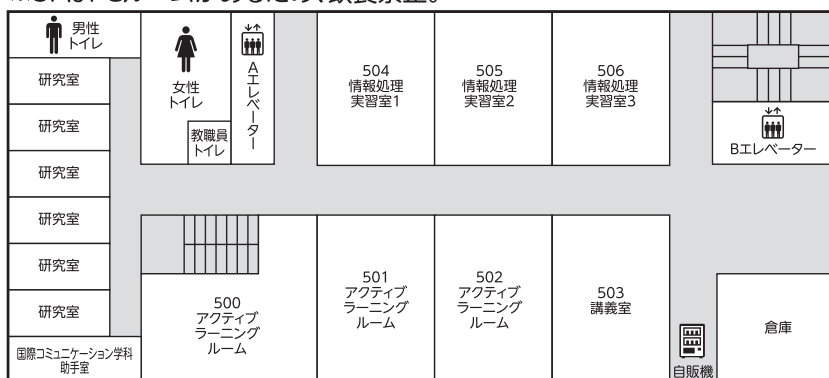 男性
トイレ
研究室
研究室
研究室
研究室
研究室
研究室
国際コミュニケーション学科
助手室
女性
トイレ
教職員
トイレ
Aエレベーター
504
情報処理
実習室1
505
情報処理
実習室2
506
情報処理
実習室3
Bエレベーター
500
アクティブ
ラーニング
ルーム
501
アクティブ
ラーニング
ルーム
502
アクティブ
ラーニング
ルーム
503
講義室
自販機
倉庫